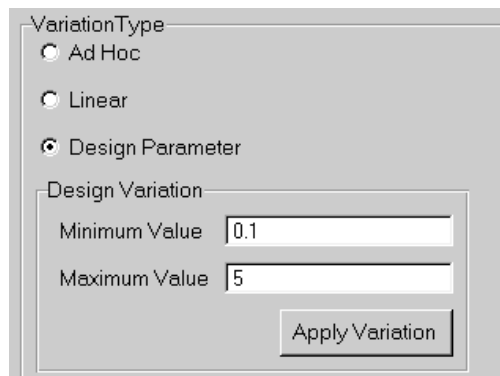 VariationType
Ad Hoc
Linear
Design Parameter
Design Variation
Minimum Value 0.1
Maximum Value 5
Apply Variation